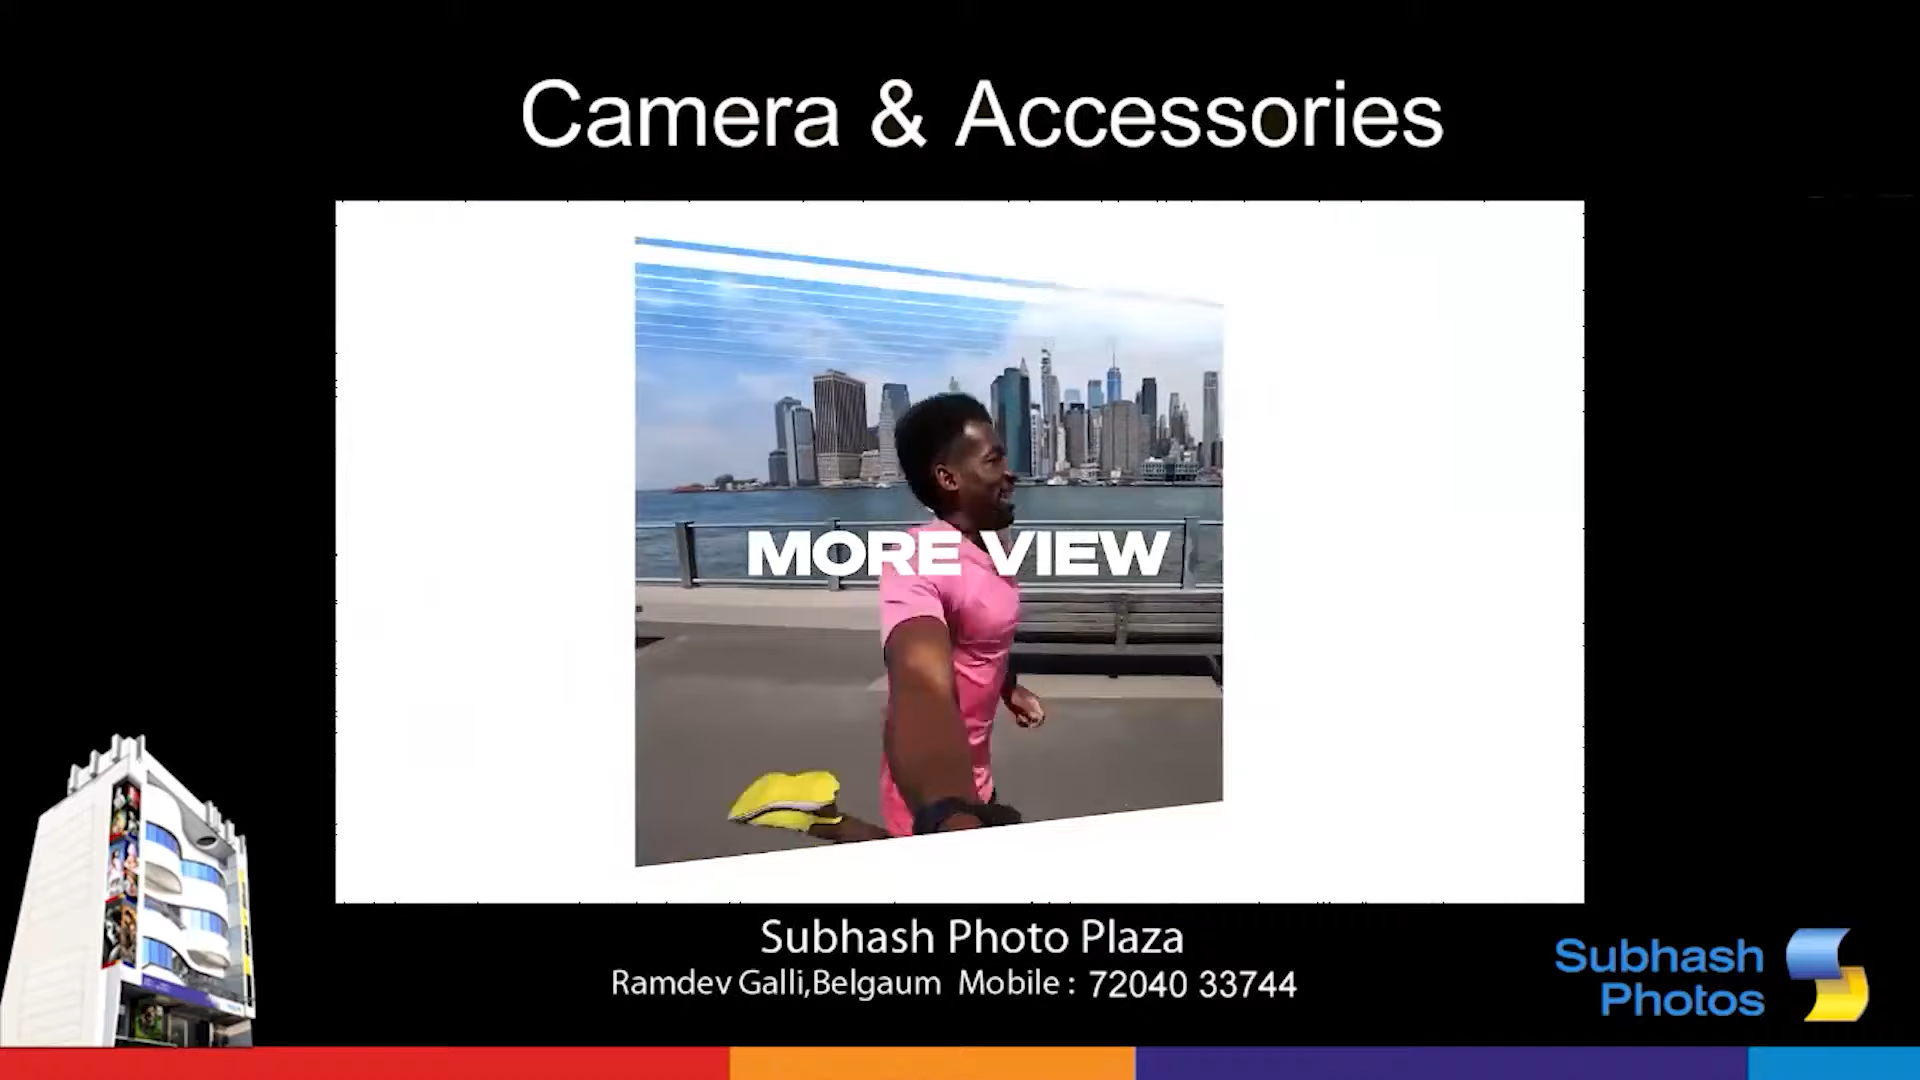 Camera & Accessories
MORE VIEW
Subhash Photo Plaza
Ramdev Galli,Belgaum Mobile : 72040 33744
Subhash
Photos